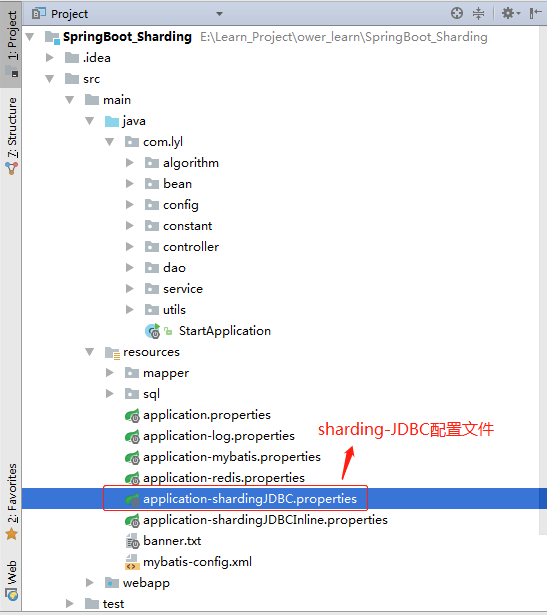 Project
SpringBoot_Sharding E:\Learn_Project\ower_learn\SpringBoot_Sharding
.idea
src
main
java
com.lyl
algorithm
bean
config
constant
controller
dao
service
utils
StartApplication
resources
mapper
sql
application.properties
application-log.properties
sharding-JDBC配置文件
application-mybatis.properties
application-redis.properties
application-shardingJDBC.properties
application-shardingJDBCInline.properties
banner.txt
mybatis-config.xml
webapp
test
1: Project
7: Structure
2: Favorites
Web